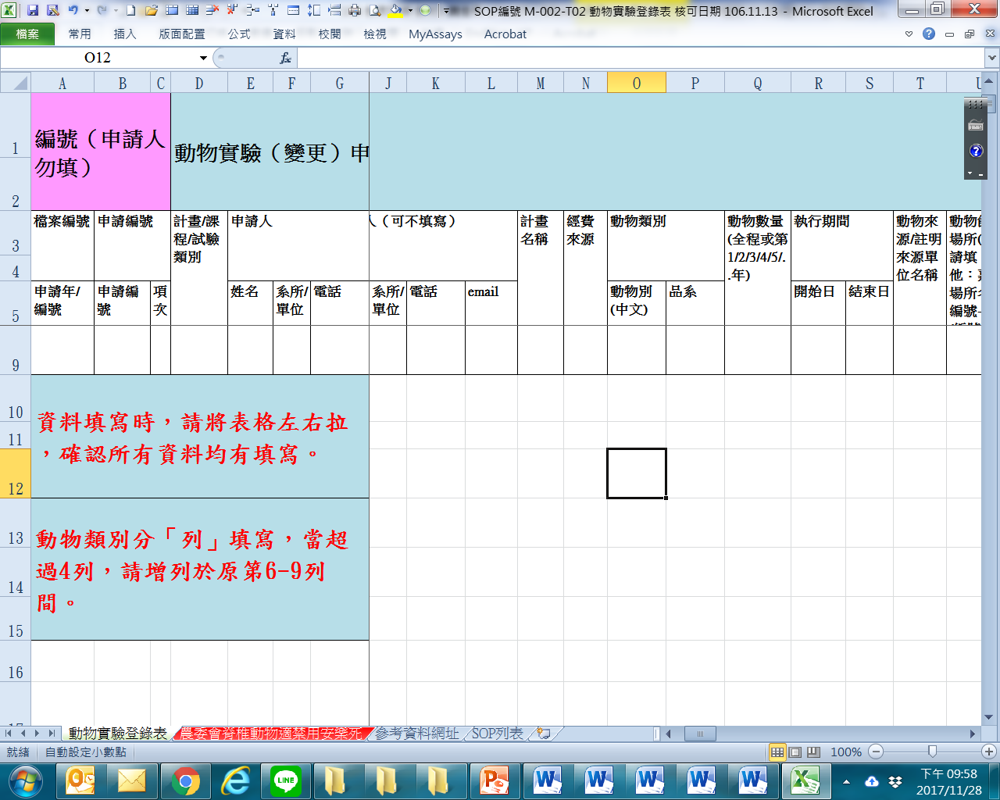 SOP編號 M-002-T02 動物實驗登錄表 核可日期 106.11.13 - Microsoft Excel
檔案 常用 插入 版面配置 公式 資料 校閱 檢視 MyAssays Acrobat
O12 fx
A B C D E F G J K L M N O P Q R S T U
1
編號（申請人
勿填）
動物實驗（變更）申
2
檔案編號 申請編號 計畫/課
程/試驗
類別 申請人 人（可不填寫） 計畫
名稱 經費
來源 動物類別 動物數量
(全程或第
1/2/3/4/5/.
.年) 執行期間 動物來
源/註明
來源單
位名稱 動物
場所(
請填
他：
場所
編號-
3
4
5
申請年/
編號 申請編
號 項
次 姓名 系所/
單位 電話 系所/
單位 電話 email 動物別
(中文) 品系 開始日 結束日
9
10
11
12
資料填寫時，請將表格左右拉
，確認所有資料均有填寫。
13
14
15
動物類別分「列」填寫，當超
過4列，請增列於原第6-9列
間。
16
動物實驗登錄表 農委會脊椎動物適禁用安樂死 參考資料網址 SOP列表
就緒 自動設定小數點 100%
LINE
下午 09:58
2017/11/28